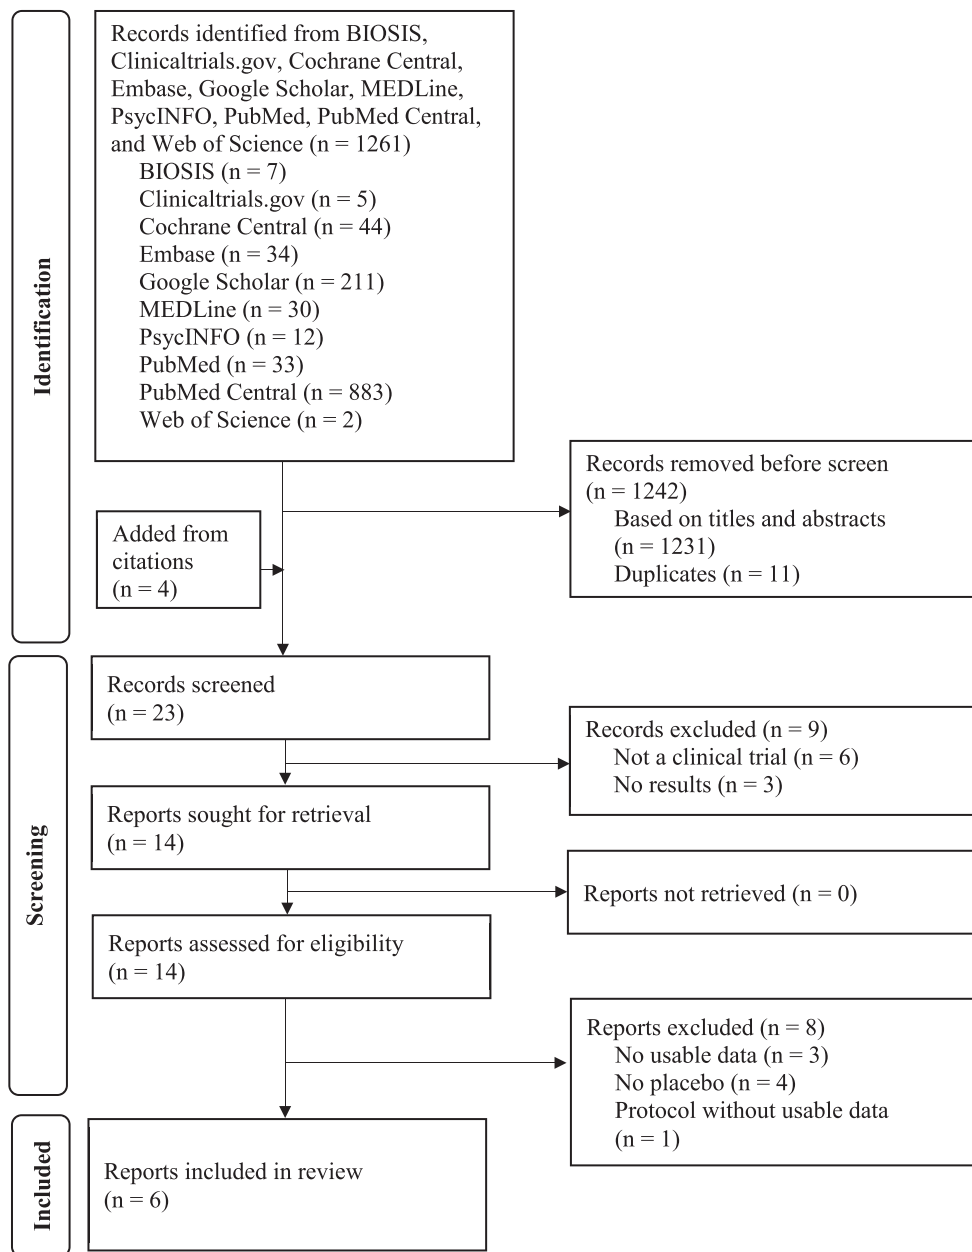 Identification
Records identified from BIOSIS,
Clinicaltrials.gov, Cochrane Central,
Embase, Google Scholar, MEDLine,
PsycINFO, PubMed, PubMed Central,
and Web of Science (n = 1261)
BIOSIS (n = 7)
Clinicaltrials.gov (n = 5)
Cochrane Central (n = 44)
Embase (n = 34)
Google Scholar (n = 211)
MEDLine (n = 30)
PsycINFO (n = 12)
PubMed (n = 33)
PubMed Central (n = 883)
Web of Science (n = 2)
Records removed before screen
(n = 1242)
Based on titles and abstracts
(n = 1231)
Duplicates (n = 11)
Added from
citations
(n = 4)
Screening
Records screened
(n = 23)
Records excluded (n = 9)
Not a clinical trial (n = 6)
No results (n = 3)
Reports sought for retrieval
(n = 14)
Reports not retrieved (n = 0)
Reports assessed for eligibility
(n = 14)
Reports excluded (n = 8)
No usable data (n = 3)
No placebo (n = 4)
Protocol without usable data
(n = 1)
Included
Reports included in review
(n = 6)